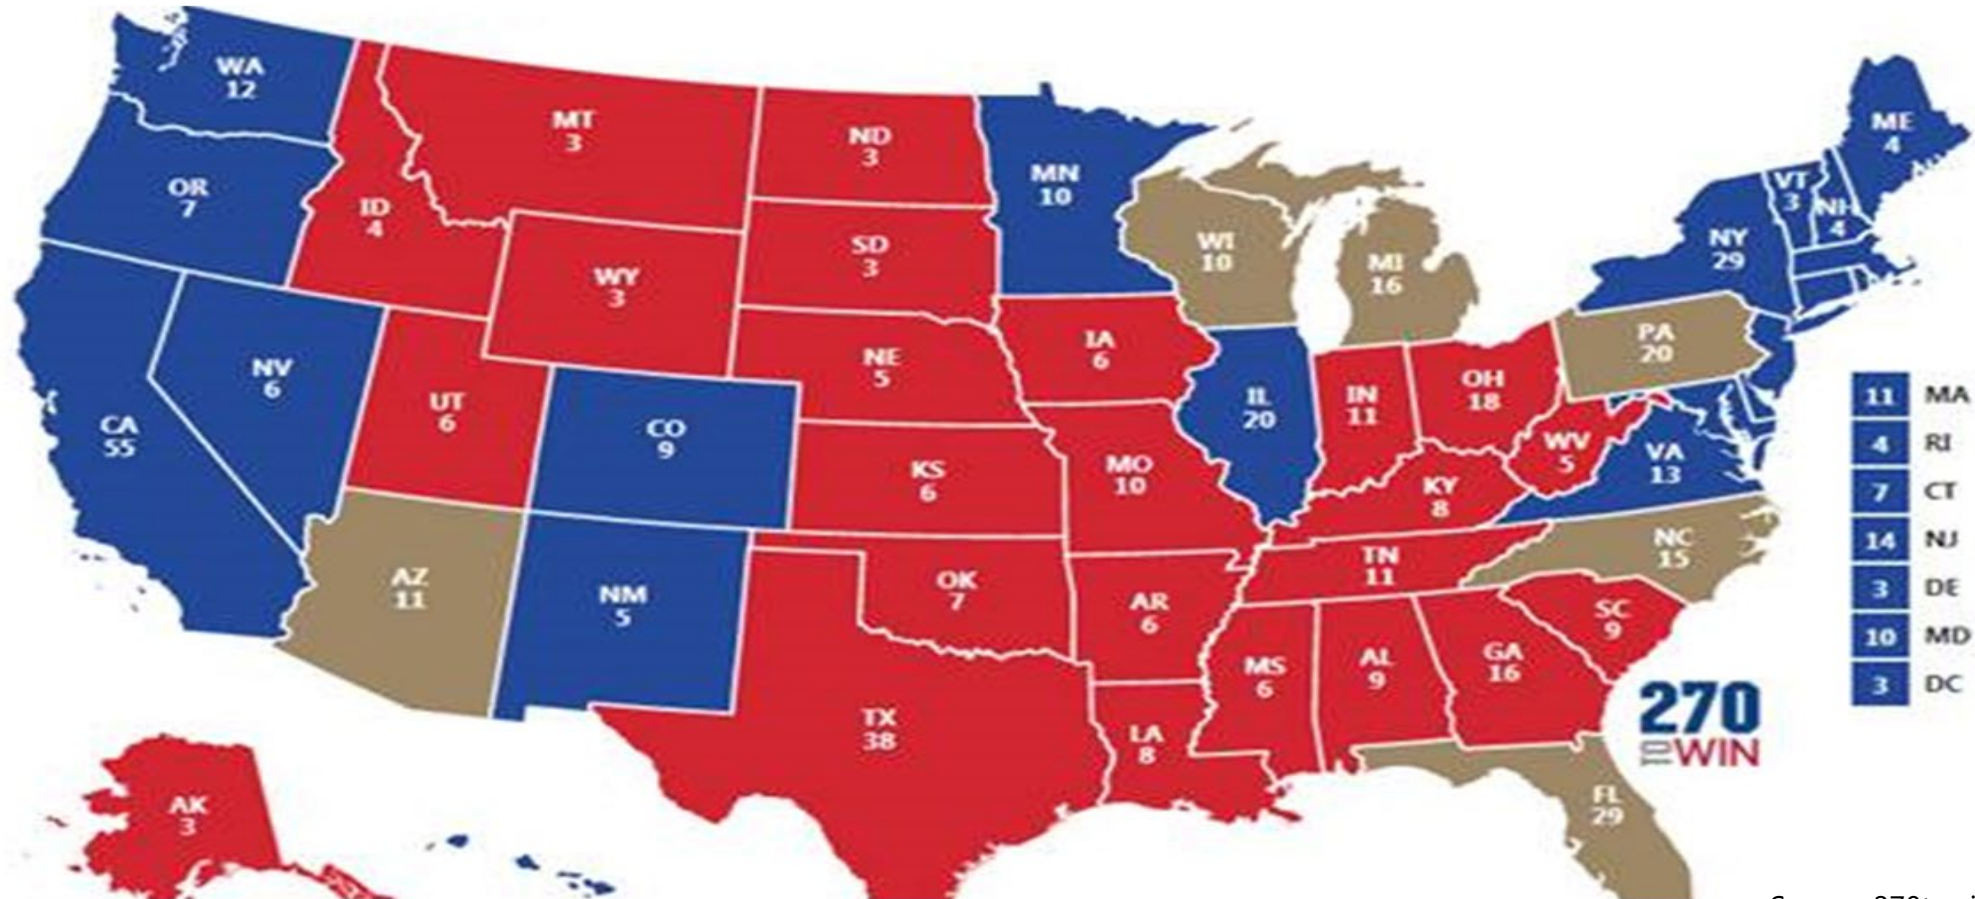 WA
12
MT
3
ND
3
MN
10
ME
4
OR
7
ID
4
VT
3
NH
4
WI
10
MI
16
NY
29
SD
3
WY
3
IA
6
PA
20
NE
5
NV
6
UT
6
CO
9
IL
20
IN
11
OH
18
CA
55
WV
5
VA
13
KS
6
MO
10
KY
8
11 MA
4 RI
7 CT
14 NJ
3 DE
10 MD
3 DC
AZ
11
NM
5
OK
7
AR
6
TN
11
NC
15
SC
9
MS
6
AL
9
GA
16
TX
38
LA
8
270
TO WIN
AK
3
FL
29